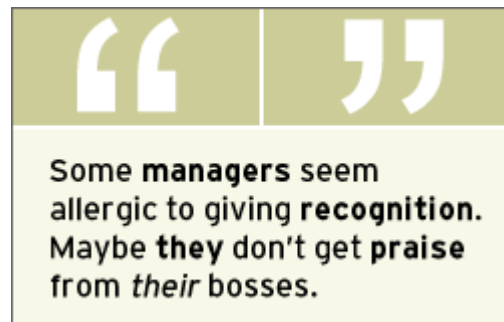 “ ”
Some managers seem
allergic to giving recognition.
Maybe they don't get praise
from their bosses.